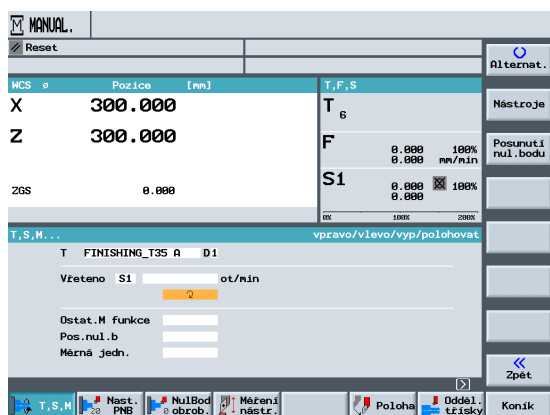 M MANUAL.
Reset
Alternat.
WCS ø Pozice [mm] T,F,S
X 300.000
T 6
Nástroje
Z 300.000
F 0.000 100%
0.000 mm/min
Posunutí
nul.bodu
S1 0.000 100%
0.000
ZGS 0.000
0% 100% 200%
T,S,M... vpravo/vlevo/vyp/polohovat
T FINISHING_T35 A D1
Vřeteno S1 ot/min
Ostat.M funkce
Pos.nul.b
Měrná jedn.
«
Zpět
T,S,M
Nast.
PNB
NulBod
obrob.
Měření
nástr.
Poloha
Odděl.
třísky
Koník